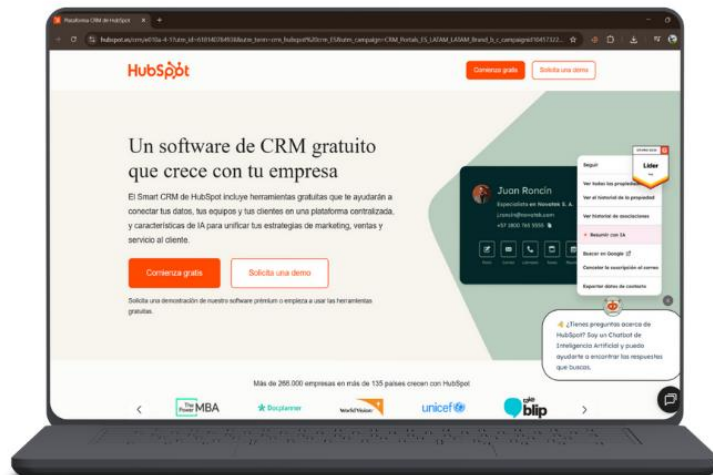 Plataforma CRM de HubSpot
HubSpot
Comienza gratis
Solicita una demo
Un software de CRM gratuito
que crece con tu empresa
El Smart CRM de HubSpot incluye herramientas gratuitas que te ayudarán a
conectar tus datos, tus equipos y tus clientes en una plataforma centralizada,
y características de IA para unificar tus estrategias de marketing, ventas y
servicio al cliente.
Comienza gratis
Solicita una demo
Solicita una demostración de nuestro software prémium o empieza a usar las herramientas
gratuitas.
Juan Roncín
Especialista en Novatek S. A.
j.roncin@novatek.com
Seguir
Líder
Ver todas las propiedad
Ver el historial de la propiedad
Ver historial de asociaciones
Resumir con IA
Buscar en Google
Cancelar la suscripción al correo
Exportar datos de contacto
¿Tienes preguntas acerca de
HubSpot? Soy un Chatbot de
Inteligencia Artificial y puedo
ayudarte a encontrar las respuestas
que buscas.
Más de 268.000 empresas en más de 135 países crecen con HubSpot
The Power MBA
Docplanner
World Vision
unicef
blip